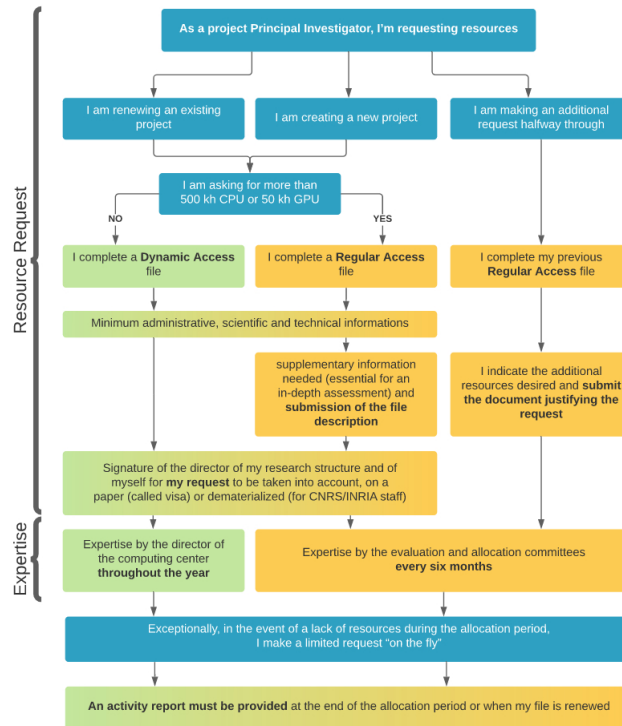 As a project Principal Investigator, I'm requesting resources
I am renewing an existing
project
I am creating a new project
I am making an additional
request halfway through
I am asking for more than
500 kh CPU or 50 kh GPU
NO
YES
I complete a Dynamic Access
file
I complete a Regular Access
file
I complete my previous
Regular Access file
Minimum administrative, scientific and technical informations
supplementary information
needed (essential for an
in-depth assessment) and
submission of the file
description
I indicate the additional
resources desired and submit
the document justifying the
request
Signature of the director of my research structure and of
myself for my request to be taken into account, on a
paper (called visa) or dematerialized (for CNRS/INRIA staff)
Resource Request
Expertise by the director of
the computing center
throughout the year
Expertise by the evaluation and allocation committees
every six months
Expertise
Exceptionally, in the event of a lack of resources during the allocation period,
I make a limited request "on the fly"
An activity report must be provided at the end of the allocation period or when my file is renewed